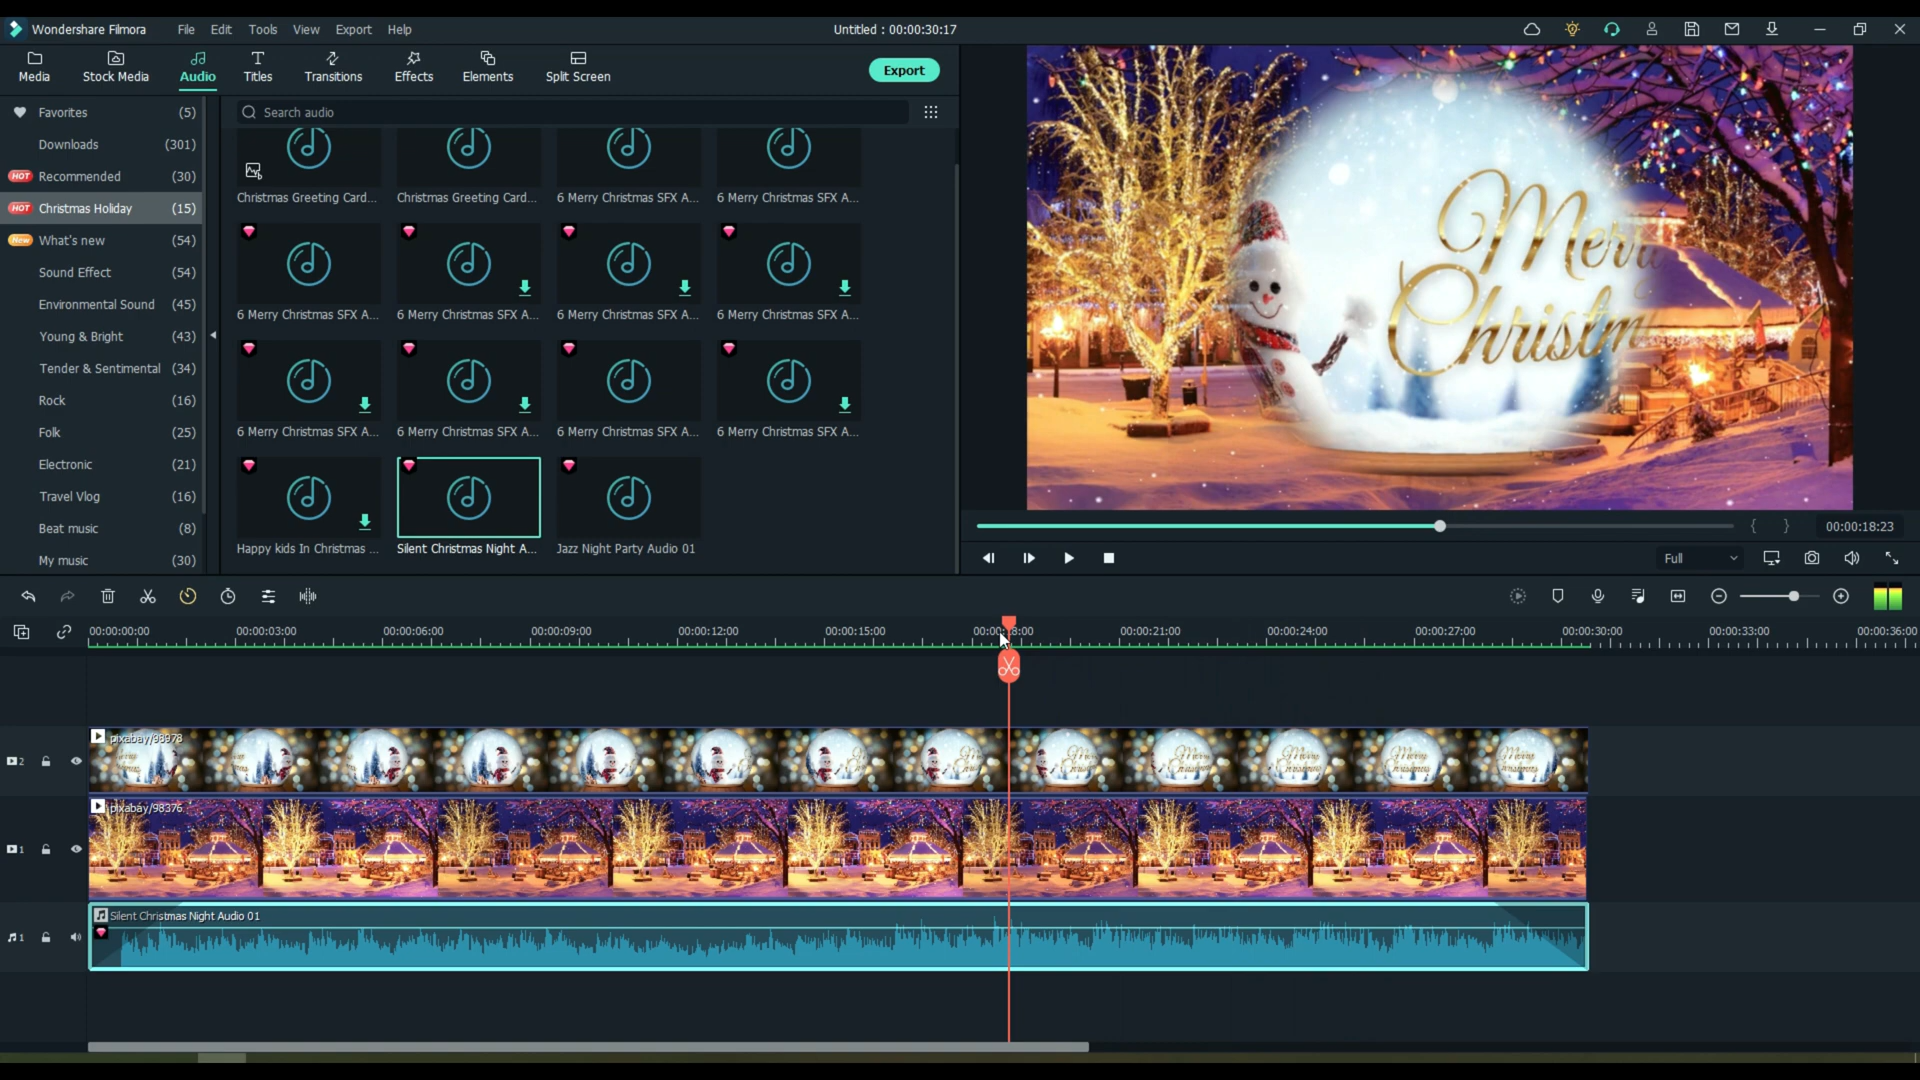 Wondershare Filmora
File
Edit
Tools
View
Export
Help
Untitled : 00:00:30:17
Media
Stock Media
Audio
Titles
Transitions
Effects
Elements
Split Screen
Export
Favorites (5)
Downloads (301)
HOT Recommended (30)
HOT Christmas Holiday (15)
New What's new (54)
Sound Effect (54)
Environmental Sound (45)
Young & Bright (43)
Tender & Sentimental (34)
Rock (16)
Folk (25)
Electronic (21)
Travel Vlog (16)
Beat music (8)
My music (30)
Search audio
Christmas Greeting Card...
Christmas Greeting Card...
6 Merry Christmas SFX A...
6 Merry Christmas SFX A...
6 Merry Christmas SFX A...
6 Merry Christmas SFX A...
6 Merry Christmas SFX A...
6 Merry Christmas SFX A...
6 Merry Christmas SFX A...
6 Merry Christmas SFX A...
6 Merry Christmas SFX A...
6 Merry Christmas SFX A...
Happy kids In Christmas ...
Silent Christmas Night A...
Jazz Night Party Audio 01
Merry
Christm
{ }
00:00:18:23
Full
00:00:00:00
00:00:03:00
00:00:06:00
00:00:09:00
00:00:12:00
00:00:15:00
00:00:18:00
00:00:21:00
00:00:24:00
00:00:27:00
00:00:30:00
00:00:33:00
00:00:36:00
2
pixabay/98978
1
pixabay/98376
1
Silent Christmas Night Audio 01